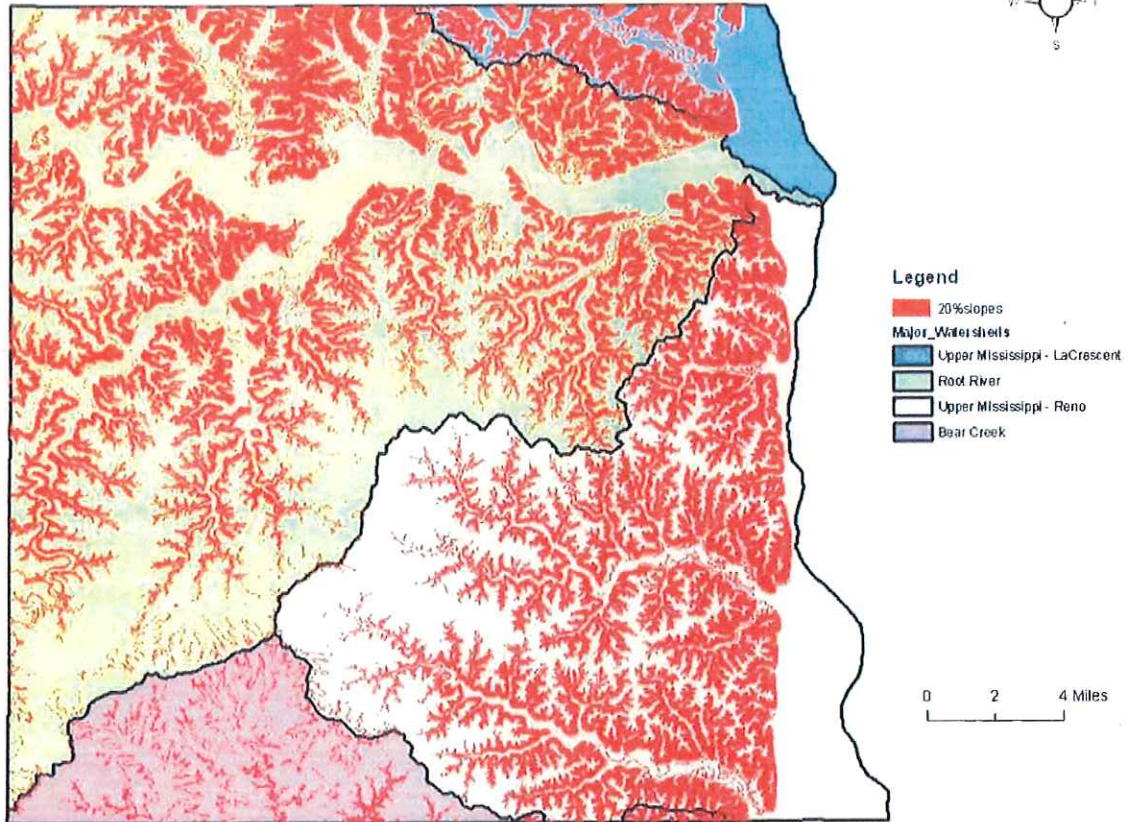 S
Legend
20%slopes
Major_Watersheds
Upper Mississippi - LaCrescent
Root River
Upper Mississippi - Reno
Bear Creek
0 2 4 Miles